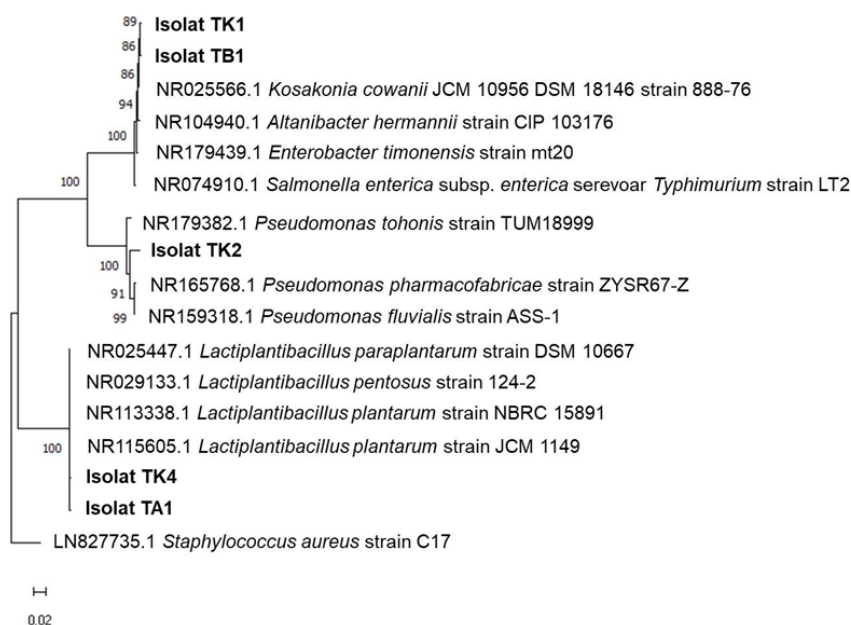 89
Isolat TK1
86
Isolat TB1
86
NR025566.1 Kosakonia cowanii JCM 10956 DSM 18146 strain 888-76
94
NR104940.1 Altanibacter hermannii strain CIP 103176
100
NR179439.1 Enterobacter timonensis strain mt20
100
NR074910.1 Salmonella enterica subsp. enterica serevoar Typhimurium strain LT2
NR179382.1 Pseudomonas tohonis strain TUM18999
Isolat TK2
100
NR165768.1 Pseudomonas pharmacofabricae strain ZYSR67-Z
91
NR159318.1 Pseudomonas fluvialis strain ASS-1
99
NR025447.1 Lactiplantibacillus paraplantarum strain DSM 10667
NR029133.1 Lactiplantibacillus pentosus strain 124-2
NR113338.1 Lactiplantibacillus plantarum strain NBRC 15891
NR115605.1 Lactiplantibacillus plantarum strain JCM 1149
100
Isolat TK4
Isolat TA1
LN827735.1 Staphylococcus aureus strain C17
0.02